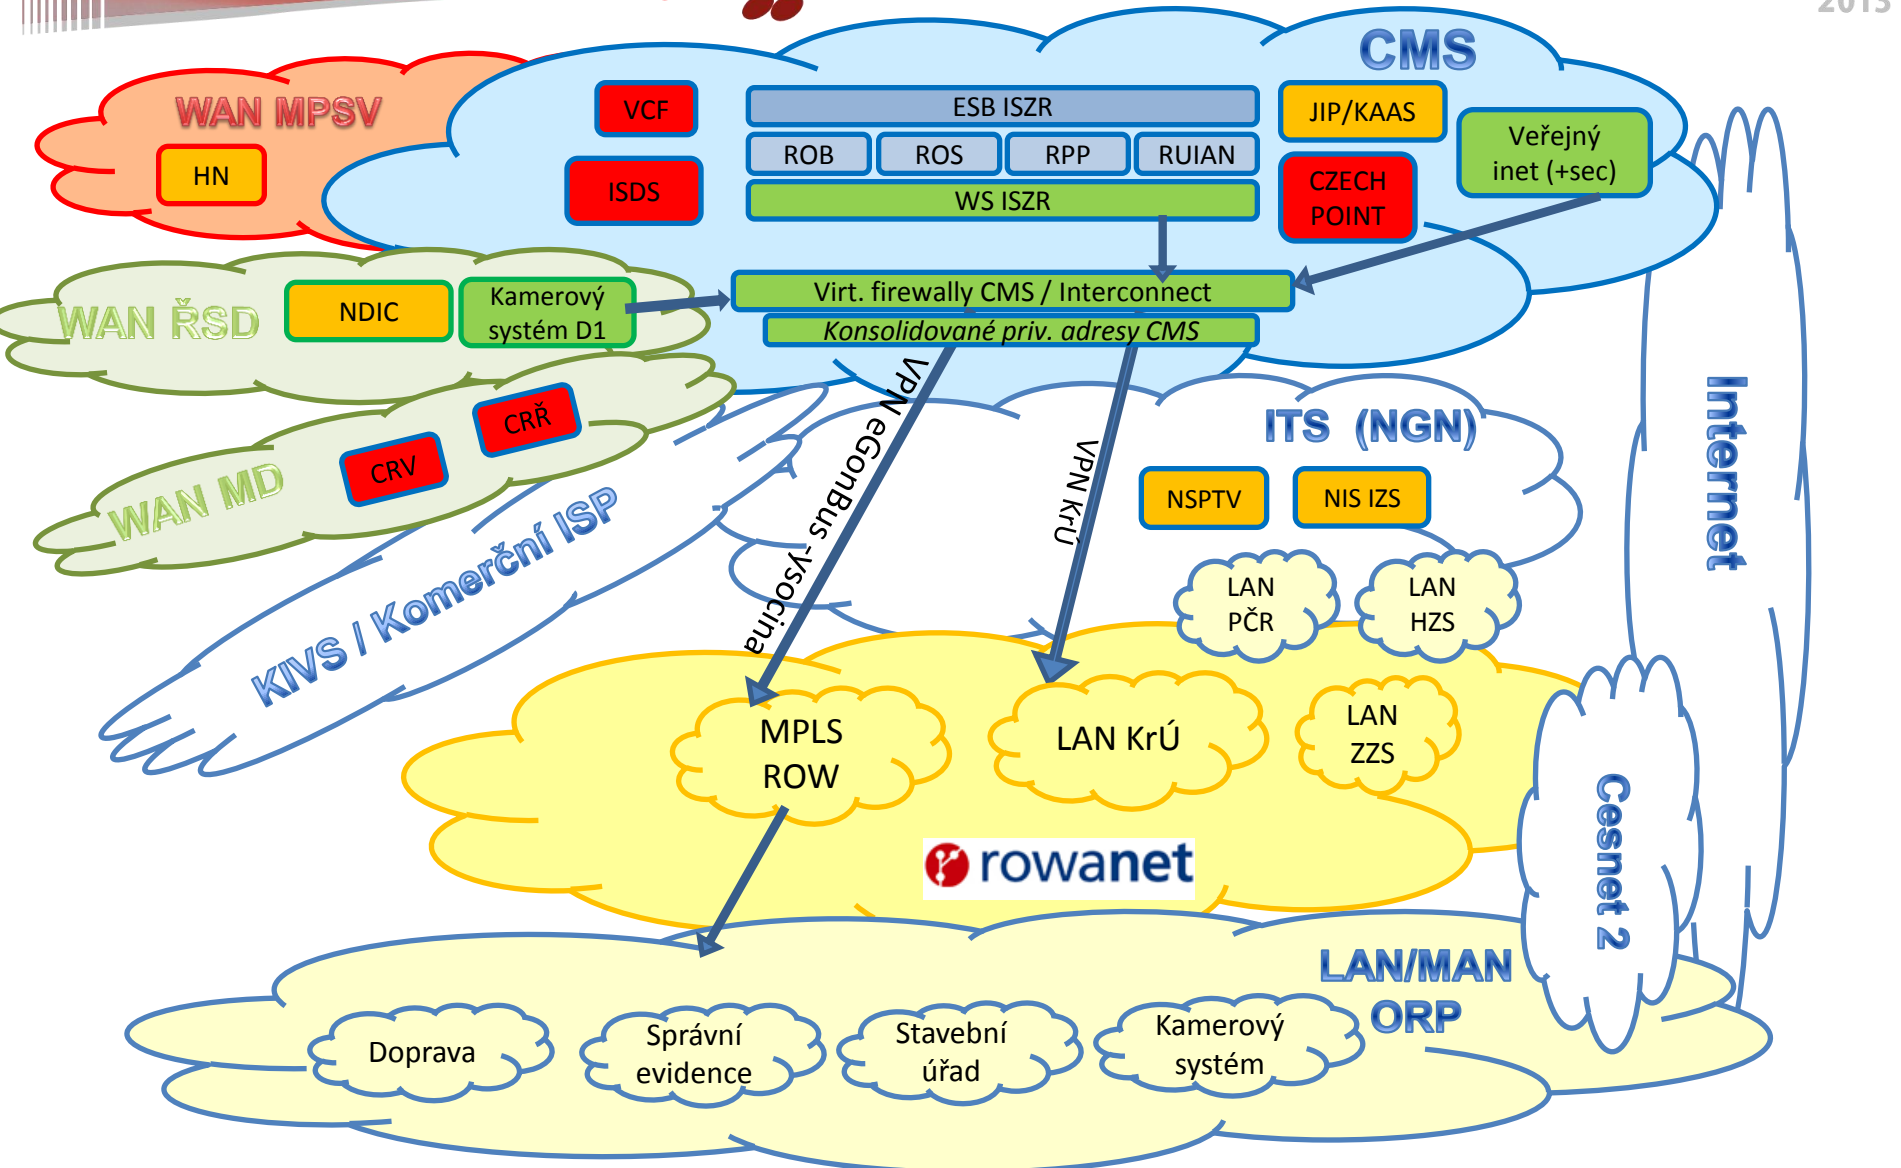 2013
CMS
WAN MPSV
HN
VCF
ISDS
ESB ISZR
ROB
ROS
RPP
RUIAN
WS ISZR
JIP/KAAS
CZECH
POINT
Veřejný
inet (+sec)
WAN ŘSD
NDIC
Kamerový
systém D1
Virt. firewally CMS / Interconnect
Konsolidované priv. adresy CMS
WAN MD
CRV
CRŘ
KIVS / Komerční ISP
VPN eGonBus -ysocina
VPN KrÚ
ITS (NGN)
NSPTV
NIS IZS
LAN
PČR
LAN
HZS
Internet
MPLS
ROW
LAN KrÚ
LAN
ZZS
rowanet
Cesnet 2
LAN/MAN
ORP
Doprava
Správní
evidence
Stavební
úřad
Kamerový
systém